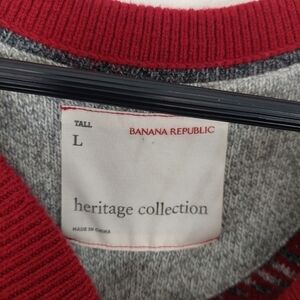 TALL
L
BANANA REPUBLIC
heritage collection
MADE IN CHINA